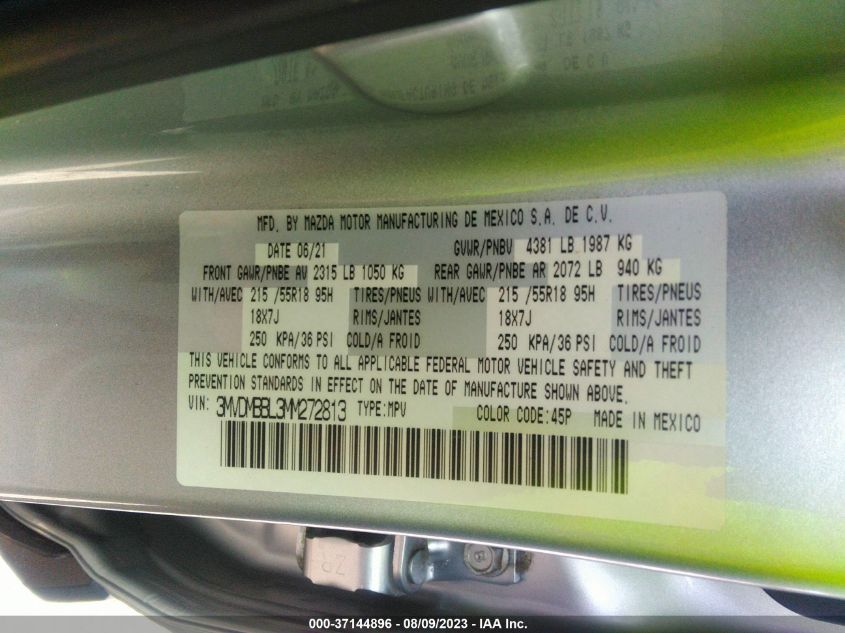 MFD. BY MAZDA MOTOR MANUFACTURING DE MEXICO S.A. DE C.V.
DATE 06/21 GVWR/PNBV 4381 LB 1987 KG
FRONT GAWR/PNBE AV 2315 LB 1050 KG REAR GAWR/PNBE AR 2072 LB 940 KG
WITH/AVEC 215 /55R18 95H TIRES/PNEUS WITH/AVEC 215 /55R18 95H TIRES/PNEUS
18X7J RIMS/JANTES 18X7J RIMS/JANTES
250 KPA/36 PSI COLD/A FROID 250 KPA/36 PSI COLD/A FROID
THIS VEHICLE CONFORMS TO ALL APPLICABLE FEDERAL MOTOR VEHICLE SAFETY AND THEFT
PREVENTION STANDARDS IN EFFECT ON THE DATE OF MANUFACTURE SHOWN ABOVE.
VIN: 3MVDMBBL3MM272813 TYPE:MPV COLOR CODE:45P MADE IN MEXICO
ZR
000-37144896 - 08/09/2023 - IAA Inc.